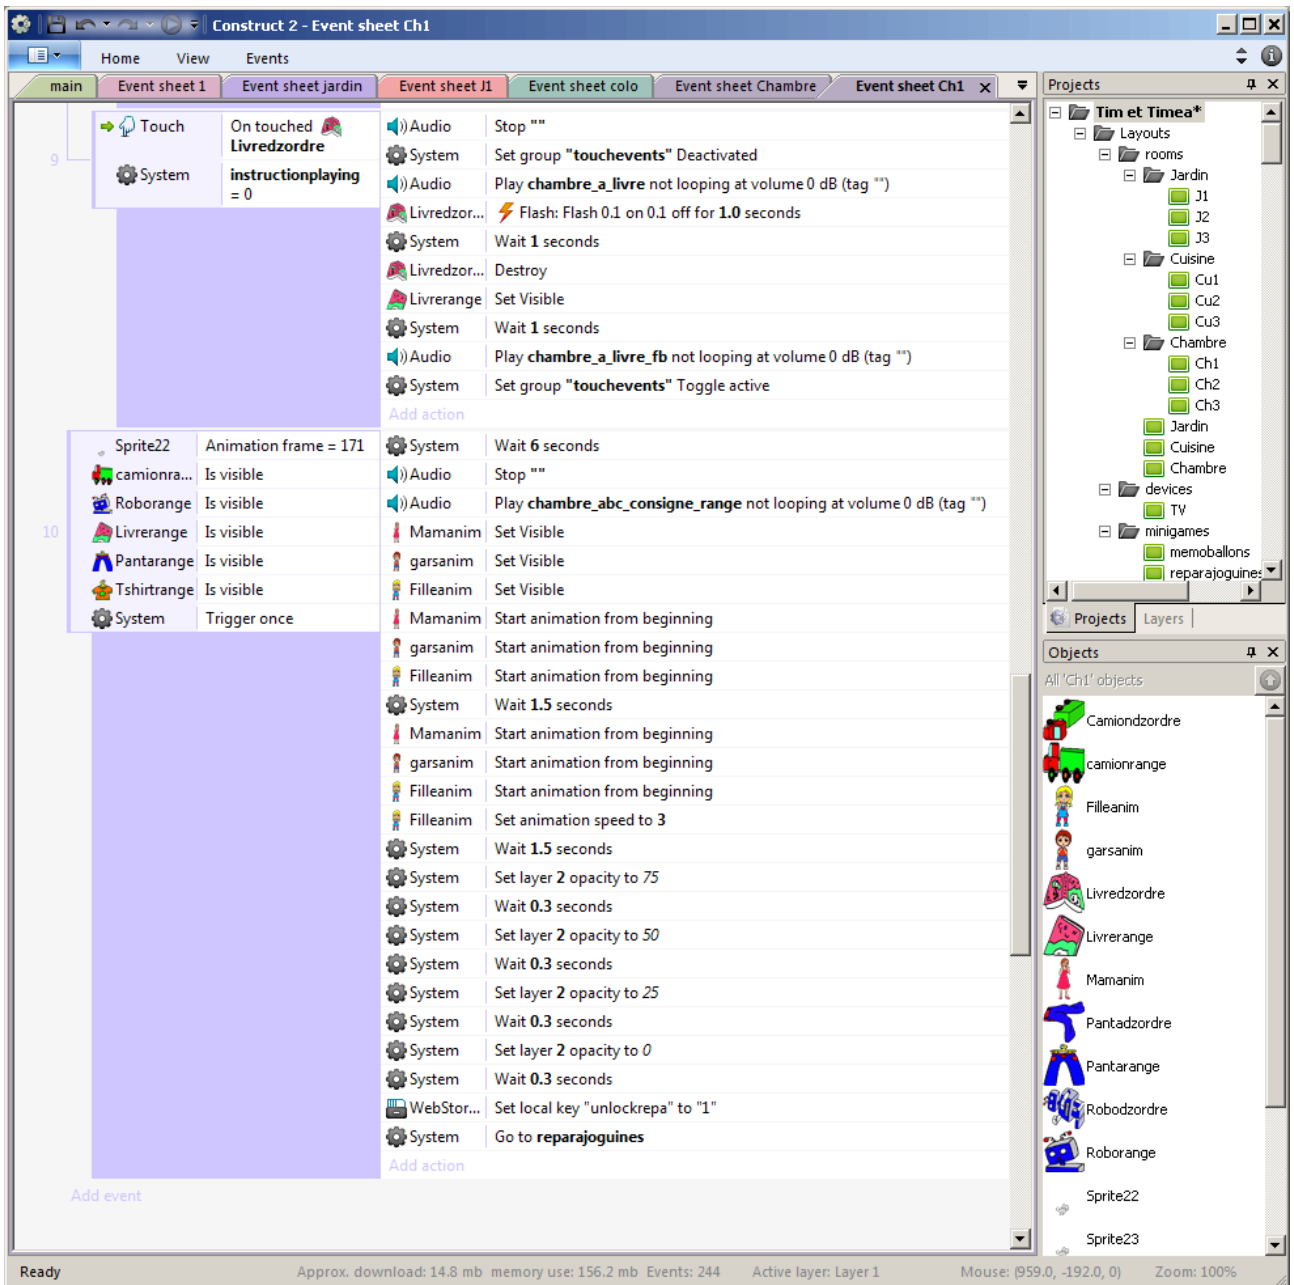 Construct 2 - Event sheet Ch1
Home View Events
main Event sheet 1 Event sheet jardin Event sheet J1 Event sheet colo Event sheet Chambre Event sheet Ch1
9
Touch On touched Livredzordre
System instructionplaying = 0
Audio Stop ""
System Set group "touchevents" Deactivated
Audio Play chambre_a_livre not looping at volume 0 dB (tag "")
Livredzor... Flash: Flash 0.1 on 0.1 off for 1.0 seconds
System Wait 1 seconds
Livredzor... Destroy
Livrerange Set Visible
System Wait 1 seconds
Audio Play chambre_a_livre_fb not looping at volume 0 dB (tag "")
System Set group "touchevents" Toggle active
Add action
10
Sprite22 Animation frame = 171
camionra... Is visible
Roborange Is visible
Livrerange Is visible
Pantarange Is visible
Tshirtrange Is visible
System Trigger once
System Wait 6 seconds
Audio Stop ""
Audio Play chambre_abc_consigne_range not looping at volume 0 dB (tag "")
Mamanim Set Visible
garsanim Set Visible
Filleanim Set Visible
Mamanim Start animation from beginning
garsanim Start animation from beginning
Filleanim Start animation from beginning
System Wait 1.5 seconds
Mamanim Start animation from beginning
garsanim Start animation from beginning
Filleanim Start animation from beginning
Filleanim Set animation speed to 3
System Wait 1.5 seconds
System Set layer 2 opacity to 75
System Wait 0.3 seconds
System Set layer 2 opacity to 50
System Wait 0.3 seconds
System Set layer 2 opacity to 25
System Wait 0.3 seconds
System Set layer 2 opacity to 0
System Wait 0.3 seconds
WebStor... Set local key "unlockrepa" to "1"
System Go to reparajoguines
Add action
Add event
Projects
Tim et Timea*
Layouts
rooms
Jardin
J1
J2
J3
Cuisine
Cu1
Cu2
Cu3
Chambre
Ch1
Ch2
Ch3
Jardin
Cuisine
Chambre
devices
TV
minigames
memoballons
reparajoguines
Projects Layers
Objects
All 'Ch1' objects
Camiondzordre
camionrange
Filleanim
garsanim
Livredzordre
Livrerange
Mamanim
Pantadzordre
Pantarange
Robodzordre
Roborange
Sprite22
Sprite23
Ready Approx. download: 14.8 mb memory use: 156.2 mb Events: 244 Active layer: Layer 1 Mouse: (959.0, -192.0, 0) Zoom: 100%